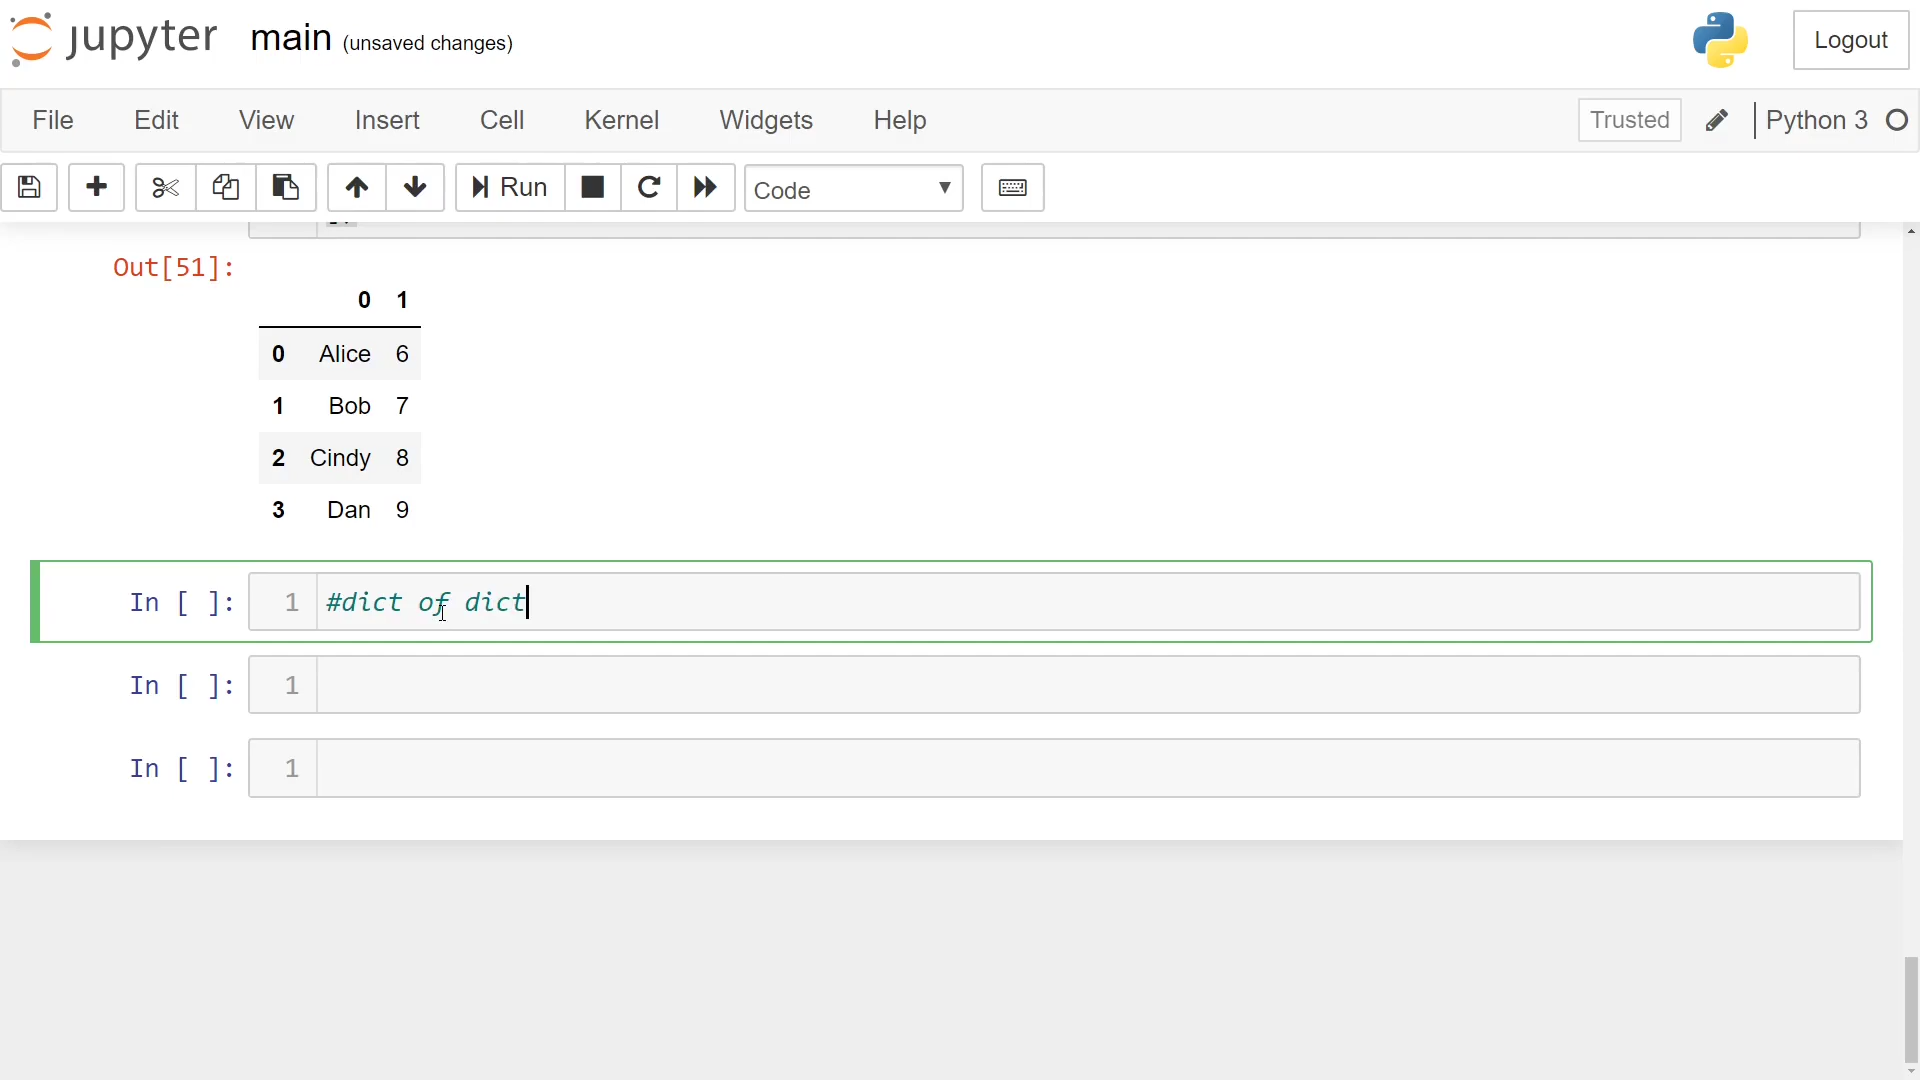 jupyter main (unsaved changes) Logout
File Edit View Insert Cell Kernel Widgets Help Trusted Python 3
Run Code
Out[51]:
0 1
0 Alice 6
1 Bob 7
2 Cindy 8
3 Dan 9
In [ ]: 1 #dict of dict
In [ ]: 1
In [ ]: 1